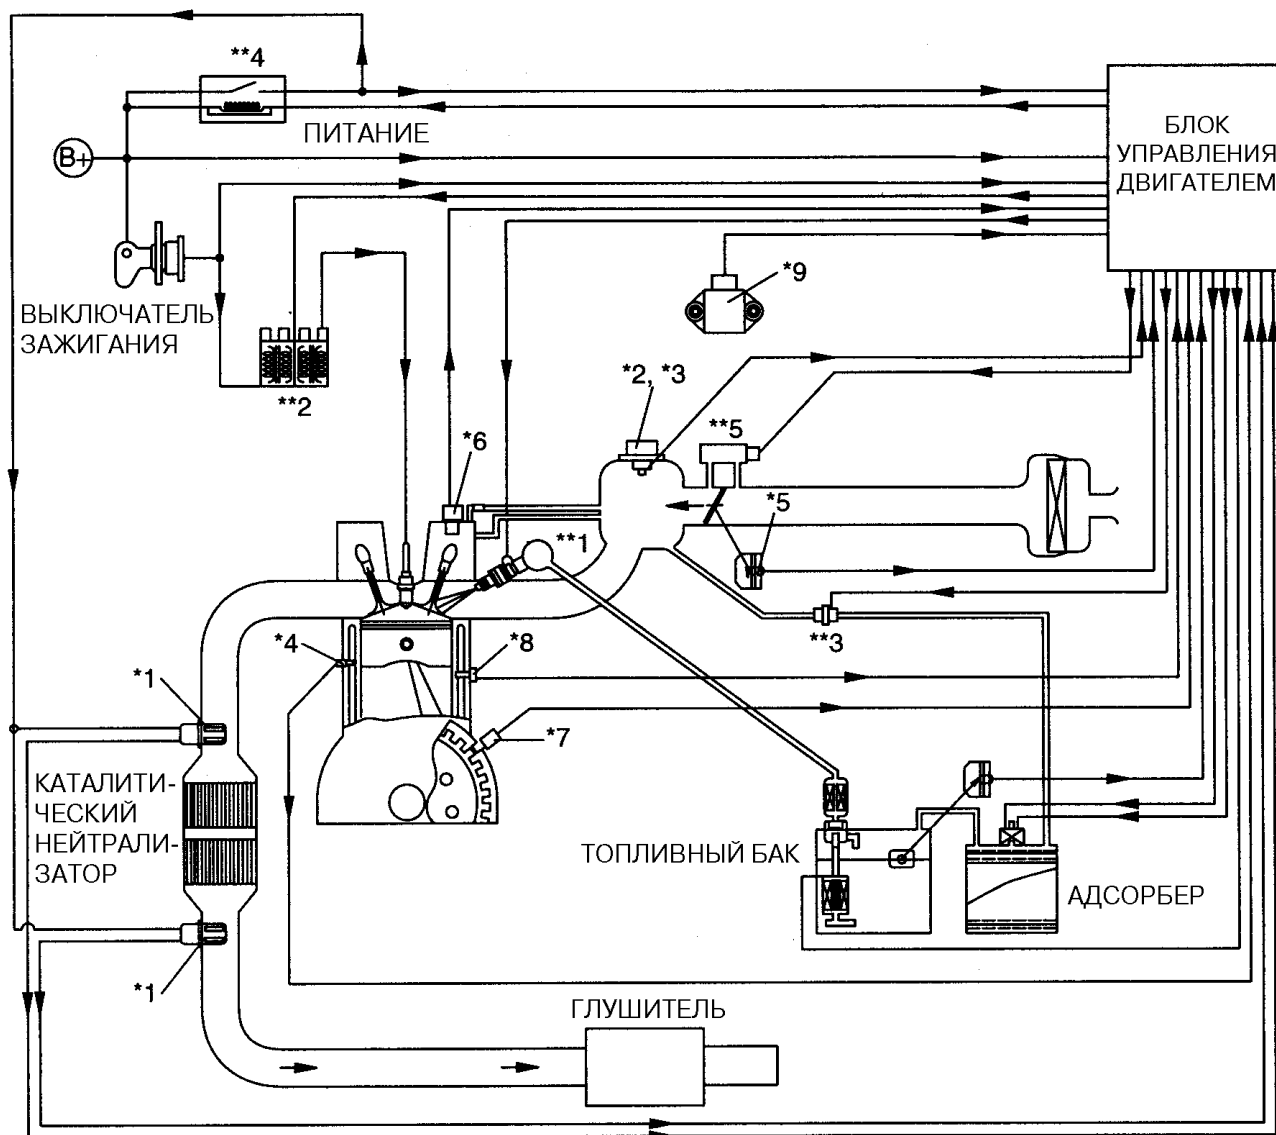 **4
ПИТАНИЕ
B+
БЛОК
УПРАВЛЕНИЯ
ДВИГАТЕЛЕМ
ВЫКЛЮЧАТЕЛЬ
ЗАЖИГАНИЯ
**2
*9
*2, *3
**5
*6
*5
**1
**3
*4
*8
*1
*7
КАТАЛИТИ-
ЧЕСКИЙ
НЕЙТРАЛИ-
ЗАТОР
ТОПЛИВНЫЙ БАК
АДСОРБЕР
*1
ГЛУШИТЕЛЬ